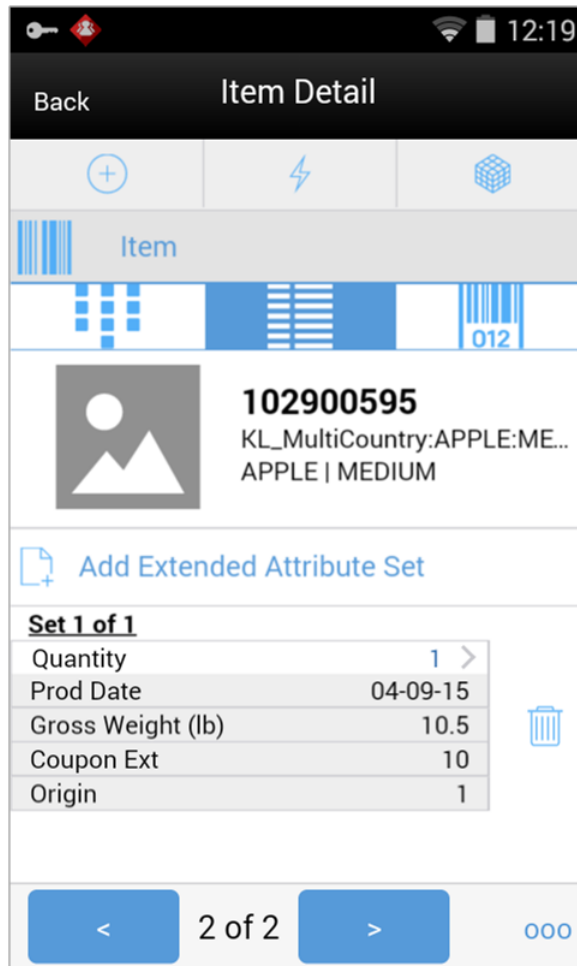 12:19
Back
Item Detail
Item
012
102900595
KL_MultiCountry:APPLE:ME...
APPLE | MEDIUM
Add Extended Attribute Set
Set 1 of 1
Quantity 1 >
Prod Date 04-09-15
Gross Weight (lb) 10.5
Coupon Ext 10
Origin 1
< 2 of 2 > ooo